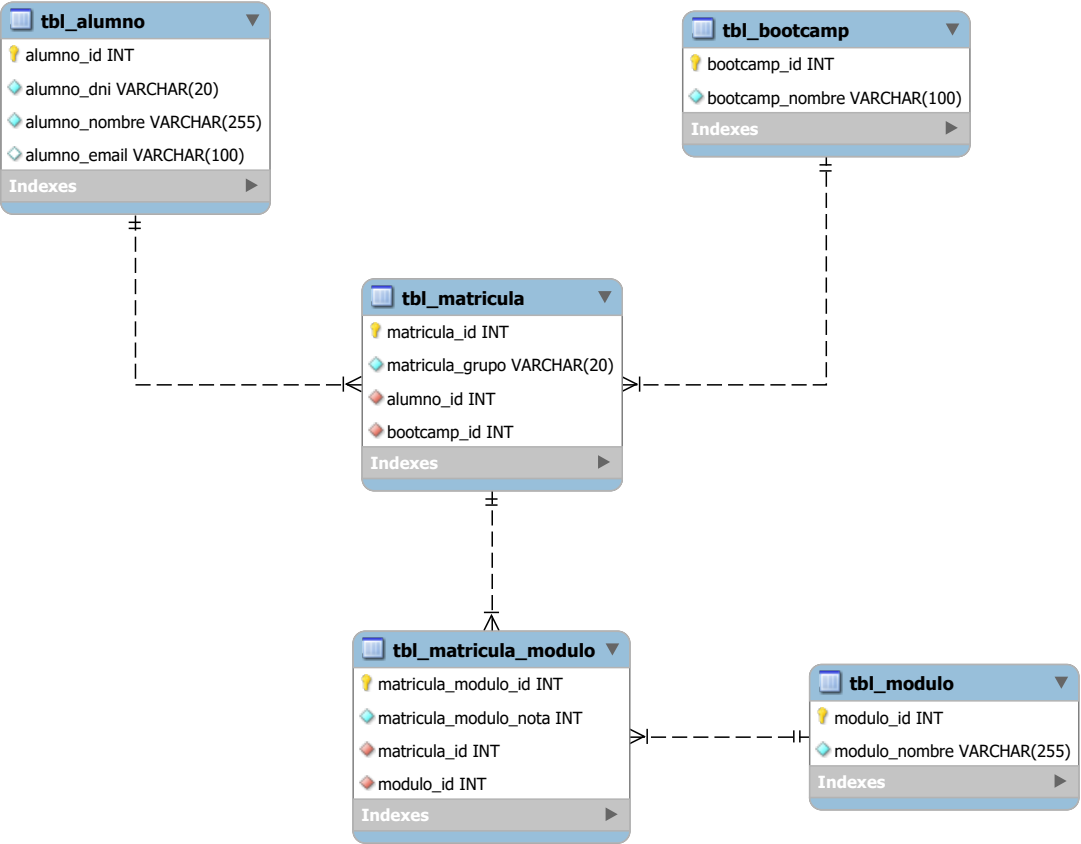 tbl_alumno
alumno_id INT
alumno_dni VARCHAR(20)
alumno_nombre VARCHAR(255)
alumno_email VARCHAR(100)
Indexes
tbl_bootcamp
bootcamp_id INT
bootcamp_nombre VARCHAR(100)
Indexes
tbl_matricula
matricula_id INT
matricula_grupo VARCHAR(20)
alumno_id INT
bootcamp_id INT
Indexes
tbl_matricula_modulo
matricula_modulo_id INT
matricula_modulo_nota INT
matricula_id INT
modulo_id INT
Indexes
tbl_modulo
modulo_id INT
modulo_nombre VARCHAR(255)
Indexes